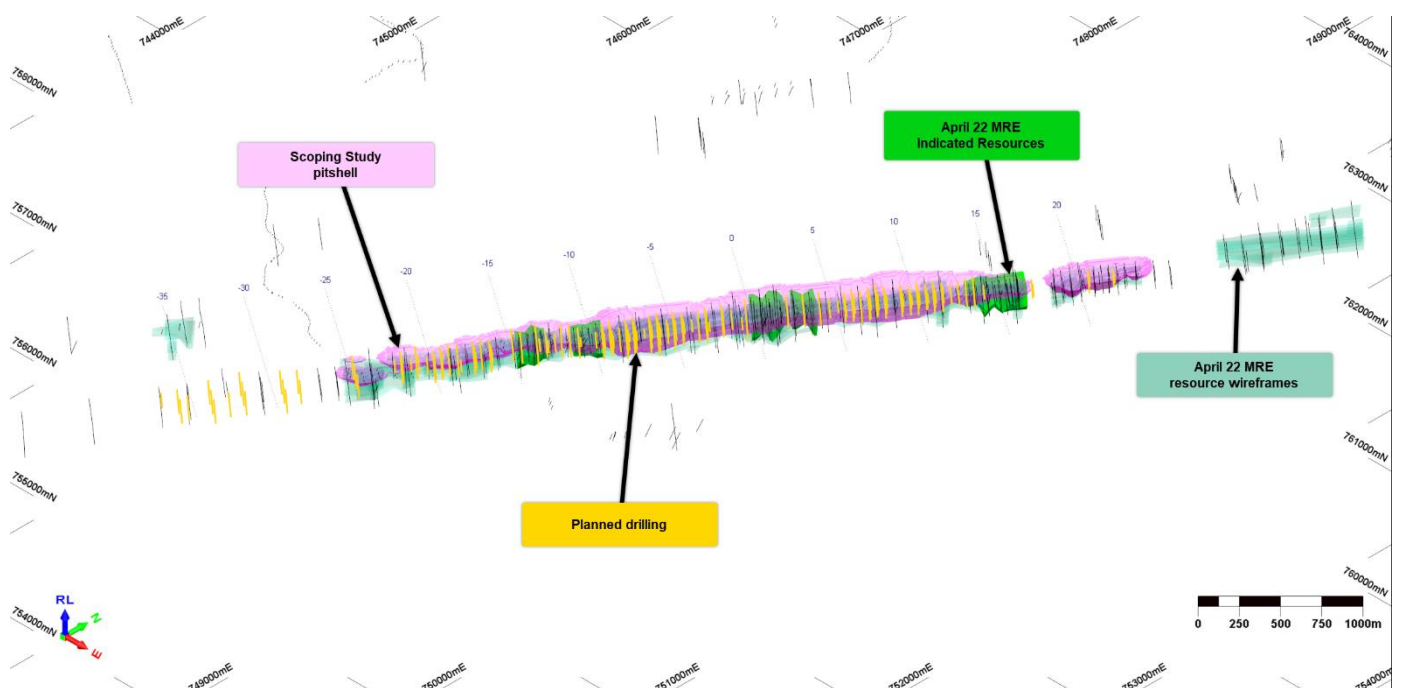 744000mE
745000mE
746000mE
747000mE
748000mE
749000mE
764000mN
758000mN
April 22 MRE
Indicated Resources
Scoping Study
pitshell
763000mN
757000mN
-35
-30
-25
-20
-15
-10
-5
0
5
10
15
20
762000mN
756000mN
April 22 MRE
resource wireframes
761000mN
755000mN
Planned drilling
760000mN
754000mN
RL
N
E
0 250 500 750 1000m
749000mE
750000mE
751000mE
752000mE
753000mE
754000m